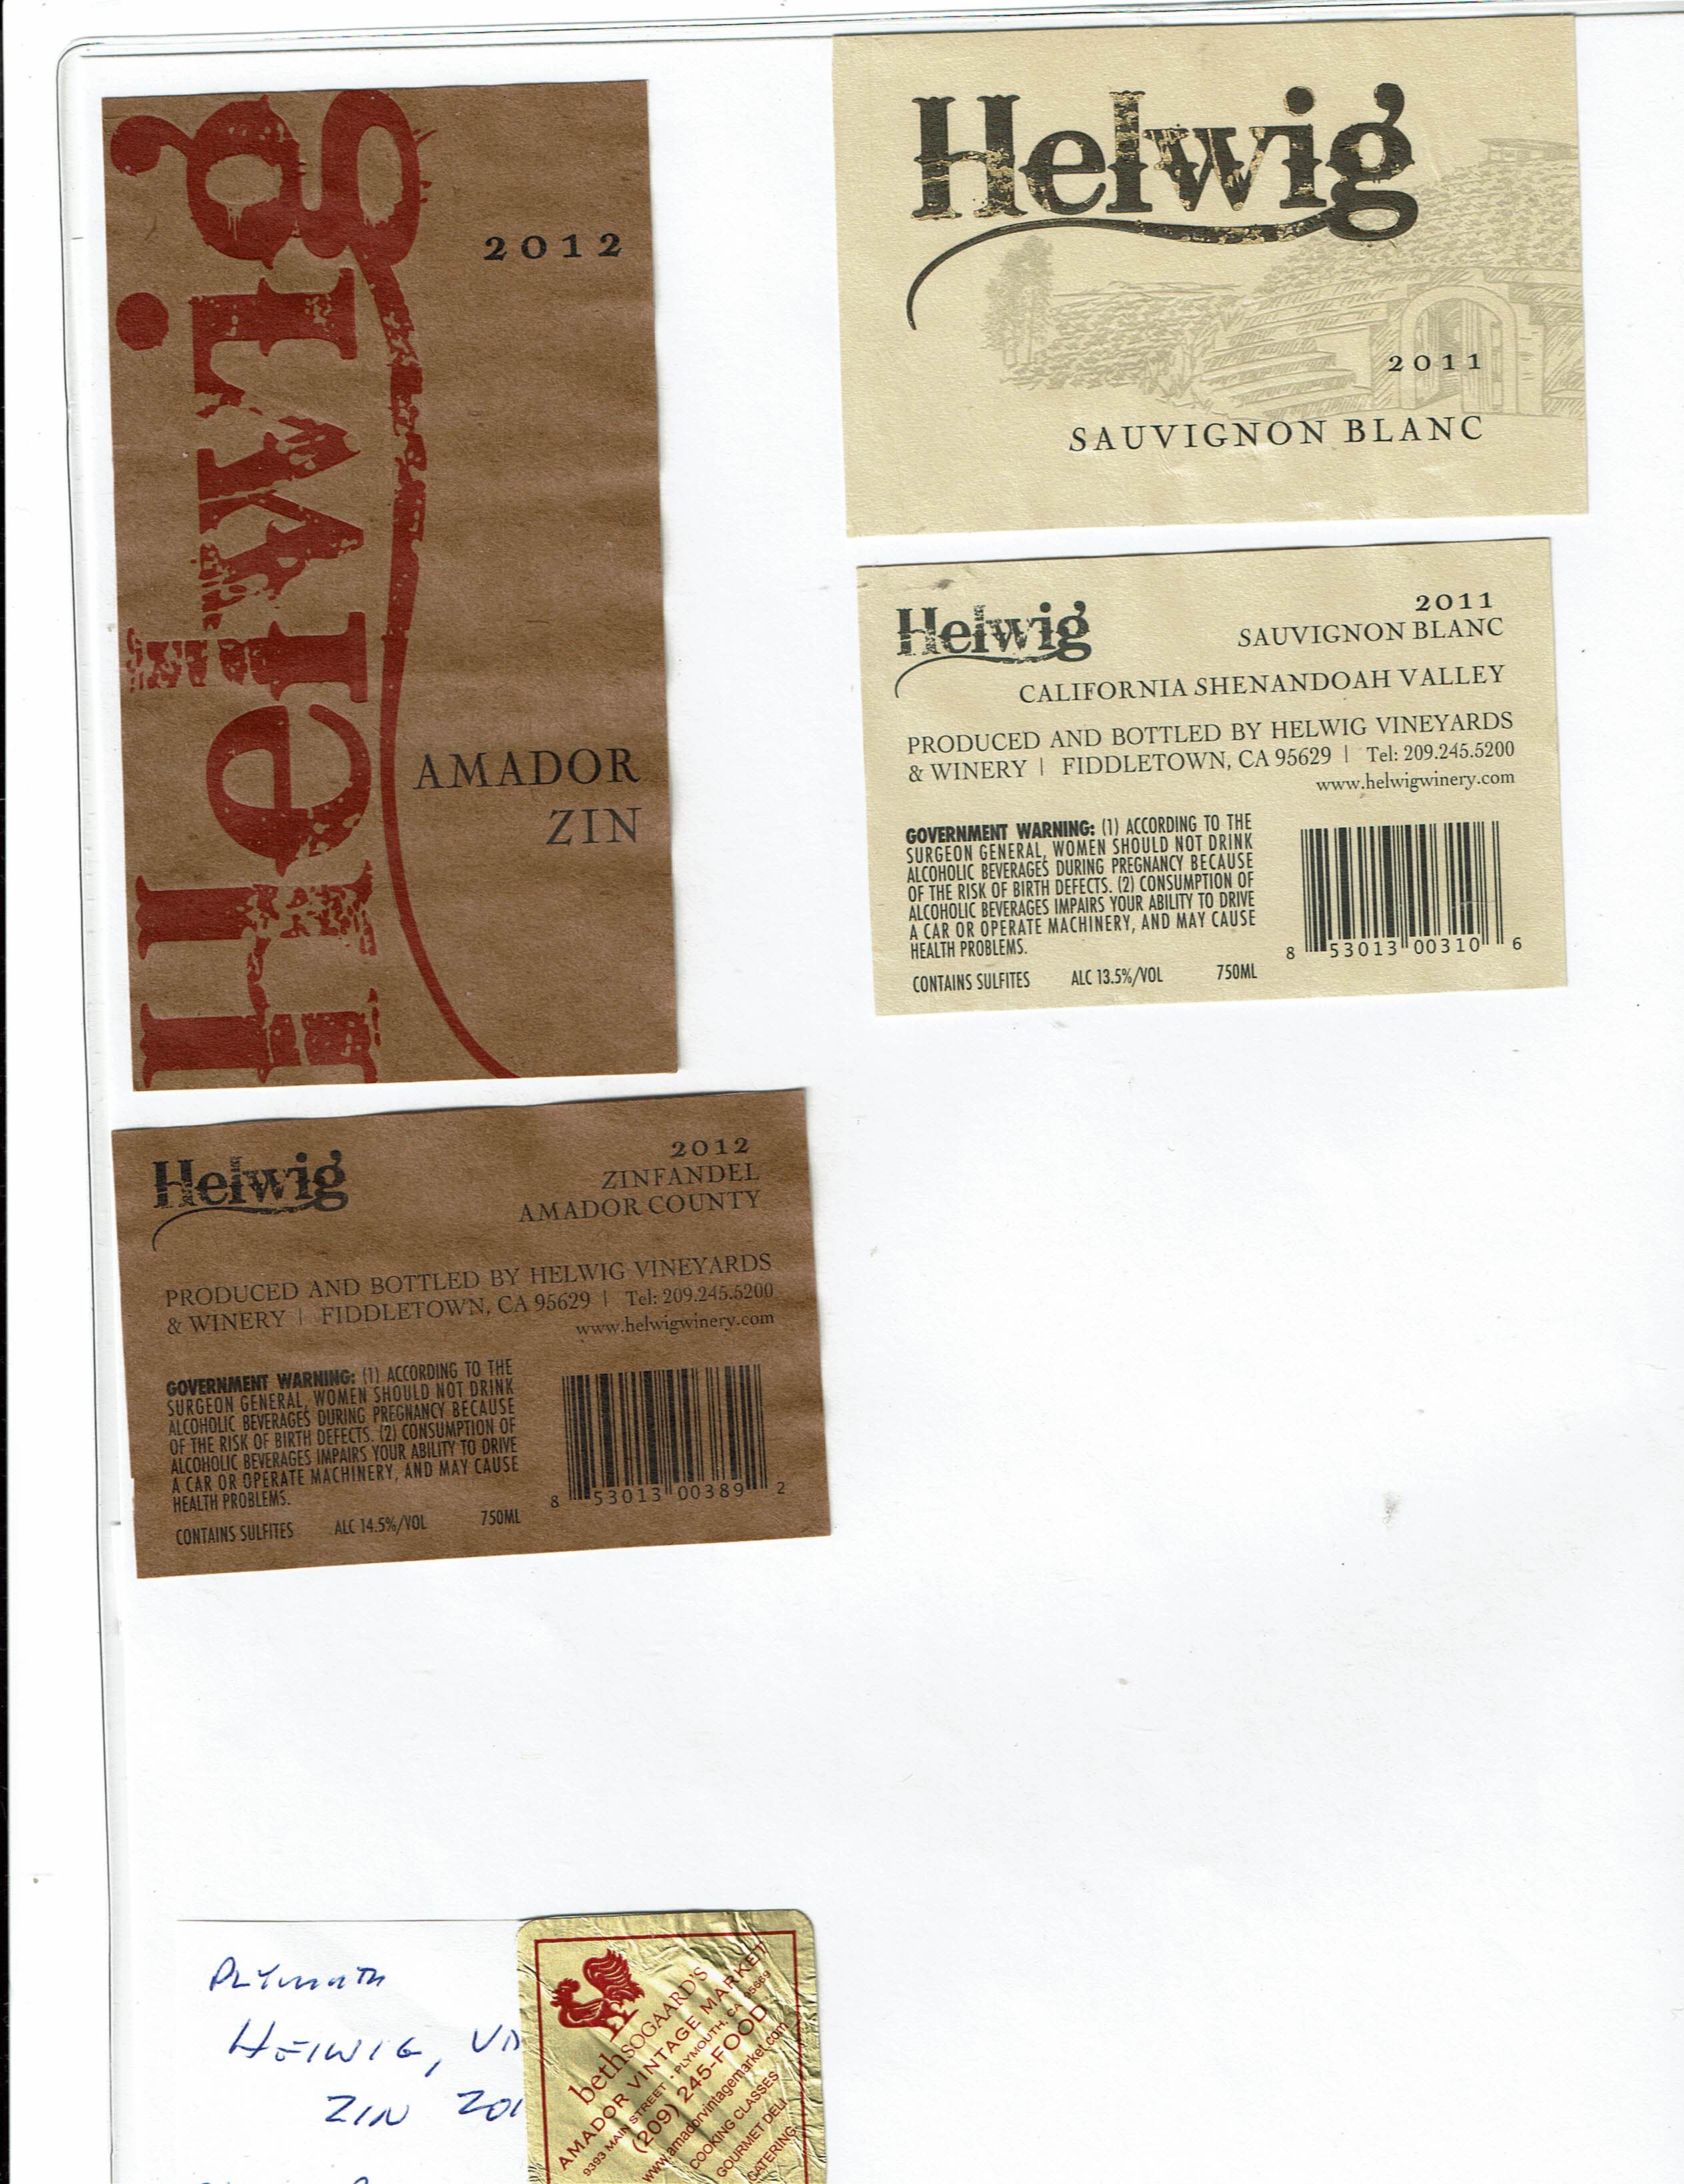 Helwig
2012
AMADOR
ZIN
Helwig
2011
SAUVIGNON BLANC
Helwig
2011
SAUVIGNON BLANC
CALIFORNIA SHENANDOAH VALLEY
PRODUCED AND BOTTLED BY HELWIG VINEYARDS
& WINERY | FIDDLETOWN, CA 95629 | Tel: 209.245.5200
www.helwigwinery.com
GOVERNMENT WARNING: (1) ACCORDING TO THE
SURGEON GENERAL, WOMEN SHOULD NOT DRINK
ALCOHOLIC BEVERAGES DURING PREGNANCY BECAUSE
OF THE RISK OF BIRTH DEFECTS. (2) CONSUMPTION OF
ALCOHOLIC BEVERAGES IMPAIRS YOUR ABILITY TO DRIVE
A CAR OR OPERATE MACHINERY, AND MAY CAUSE
HEALTH PROBLEMS.
CONTAINS SULFITES ALC 13.5%/VOL 750ML
8 53013 00310 6
Helwig
2012
ZINFANDEL
AMADOR COUNTY
PRODUCED AND BOTTLED BY HELWIG VINEYARDS
& WINERY | FIDDLETOWN, CA 95629 | Tel: 209.245.5200
www.helwigwinery.com
GOVERNMENT WARNING: (1) ACCORDING TO THE
SURGEON GENERAL, WOMEN SHOULD NOT DRINK
ALCOHOLIC BEVERAGES DURING PREGNANCY BECAUSE
OF THE RISK OF BIRTH DEFECTS. (2) CONSUMPTION OF
ALCOHOLIC BEVERAGES IMPAIRS YOUR ABILITY TO DRIVE
A CAR OR OPERATE MACHINERY, AND MAY CAUSE
HEALTH PROBLEMS.
CONTAINS SULFITES ALC 14.5%/VOL 750ML
8 53013 00389 2
PLYMOUTH
HELWIG,
ZIN 201
bethSOGAARD'S
AMADOR VINTAGE MARKET
9393 MAIN STREET · PLYMOUTH, CA 95669
(209) 245-FOOD
www.amadorvintagemarket.com
COOKING CLASSES
GOURMET DELI
CATERING